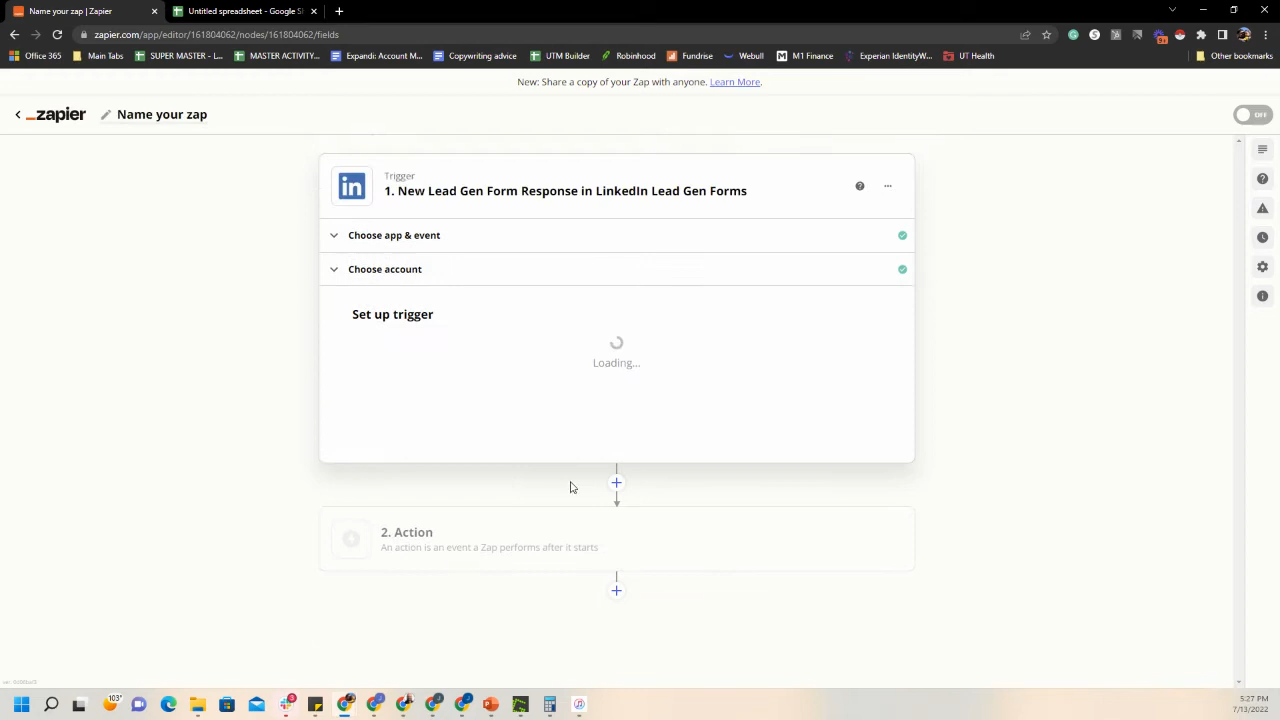 Name your zap | Zapier
Untitled spreadsheet - Google S
zapier.com/app/editor/161804062/nodes/161804062/fields
Office 365
Main Tabs
SUPER MASTER - L...
MASTER ACTIVITY...
Expandi: Account M...
Copywriting advice
UTM Builder
Robinhood
Fundrise
Webull
M1 Finance
Experian IdentityW...
UT Health
Other bookmarks
New: Share a copy of your Zap with anyone. Learn More.
zapier
Name your zap
OFF
Trigger
1. New Lead Gen Form Response in LinkedIn Lead Gen Forms
Choose app & event
Choose account
Set up trigger
Loading...
2. Action
An action is an event a Zap performs after it starts
103°
5:27 PM
7/13/2022